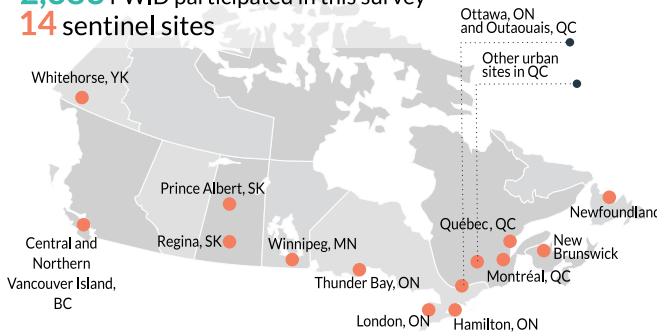 PWID participated in this survey
14 sentinel sites
Ottawa, ON
and Outaouais, QC
Other urban
sites in QC
Whitehorse, YK
Prince Albert, SK
Newfoundland
Québec, QC
Central and
Northern
Vancouver Island,
BC
Regina, SK
Winnipeg, MN
New
Brunswick
Montréal, QC
Thunder Bay, ON
London, ON
Hamilton, ON